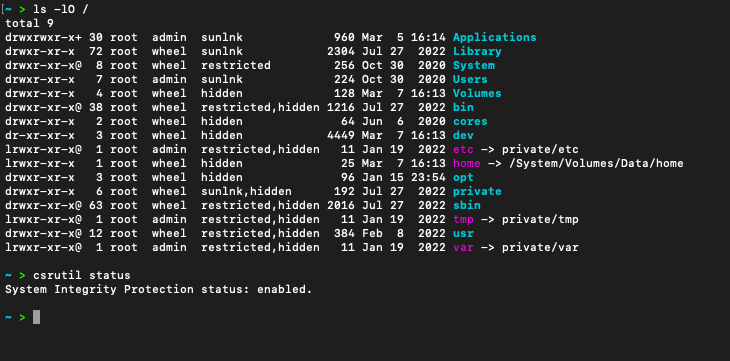 ~ > ls -lO /
total 9
drwxrwxr-x+ 30 root  admin  sunlnk              960 Mar  5 16:14 Applications
drwxr-xr-x  72 root  wheel  sunlnk             2304 Jul 27  2022 Library
drwxr-xr-x@  8 root  wheel  restricted          256 Oct 30  2020 System
drwxr-xr-x   7 root  admin  sunlnk              224 Oct 30  2020 Users
drwxr-xr-x   4 root  wheel  hidden              128 Mar  7 16:13 Volumes
drwxr-xr-x@ 38 root  wheel  restricted,hidden  1216 Jul 27  2022 bin
drwxr-xr-x   2 root  wheel  hidden               64 Jun  6  2020 cores
dr-xr-xr-x   3 root  wheel  hidden             4449 Mar  7 16:13 dev
lrwxr-xr-x@  1 root  admin  restricted,hidden    11 Jan 19  2022 etc -> private/etc
lrwxr-xr-x   1 root  wheel  hidden               25 Mar  7 16:13 home -> /System/Volumes/Data/home
drwxr-xr-x   3 root  wheel  hidden               96 Jan 15 23:54 opt
drwxr-xr-x   6 root  wheel  sunlnk,hidden       192 Jul 27  2022 private
drwxr-xr-x@ 63 root  wheel  restricted,hidden  2016 Jul 27  2022 sbin
lrwxr-xr-x@  1 root  admin  restricted,hidden    11 Jan 19  2022 tmp -> private/tmp
drwxr-xr-x@ 12 root  wheel  restricted,hidden   384 Feb  8  2022 usr
lrwxr-xr-x@  1 root  admin  restricted,hidden    11 Jan 19  2022 var -> private/var
~ > csrutil status
System Integrity Protection status: enabled.
~ >